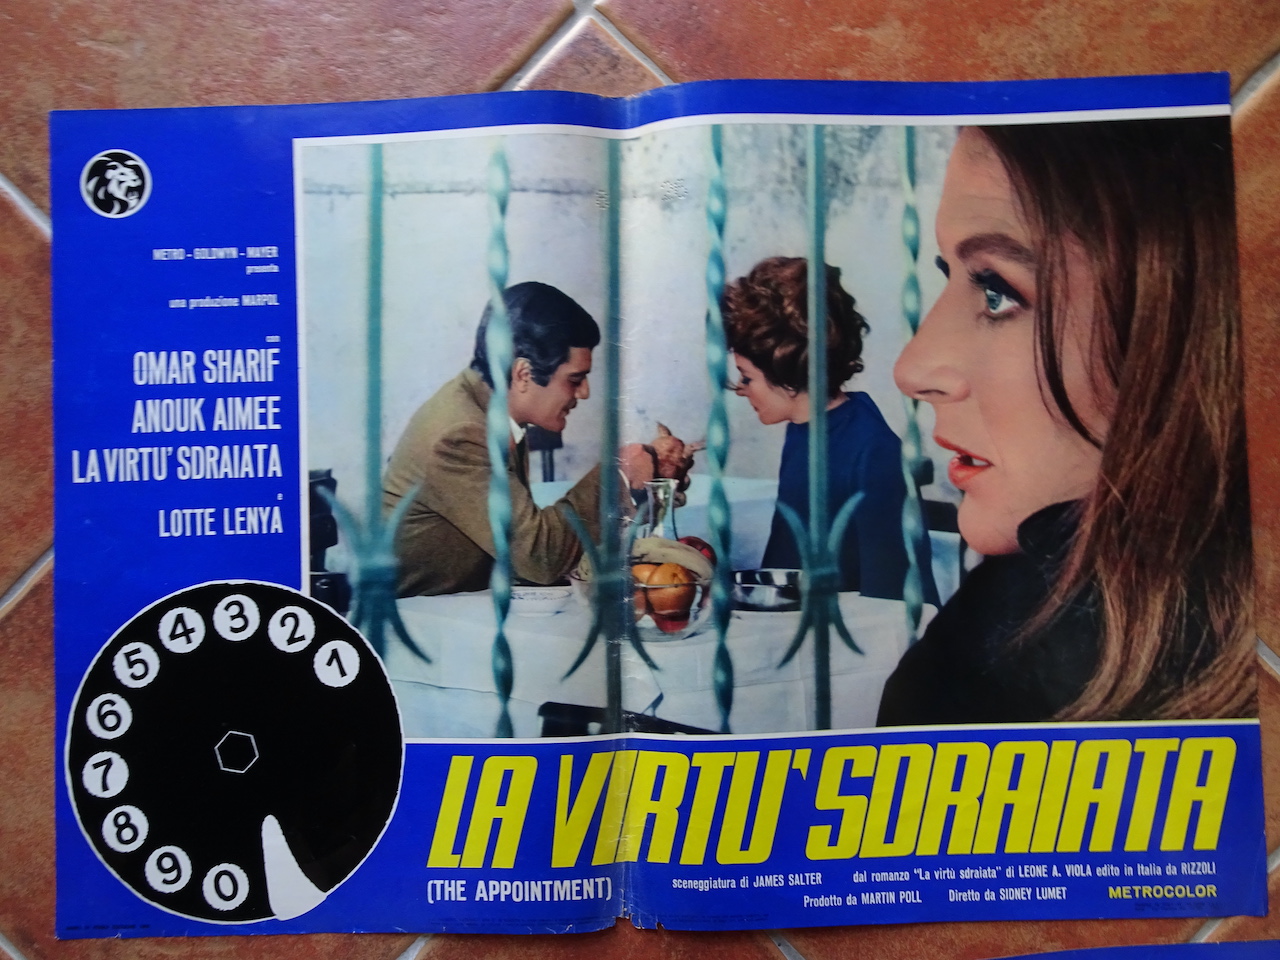 METRO - GOLDWYN - MAYER
presenta
una produzione MARPOL
con
OMAR SHARIF
ANOUK AIMEE
LA VIRTU' SDRAIATA
e
LOTTE LENYA
1
2
3
4
5
6
7
8
9
0
LA VIRTU' SDRAIATA
(THE APPOINTMENT)
sceneggiatura di JAMES SALTER dal romanzo "La virtù sdraiata" di LEONE A. VIOLA edito in Italia da RIZZOLI
Prodotto da MARTIN POLL Diretto da SIDNEY LUMET METROCOLOR